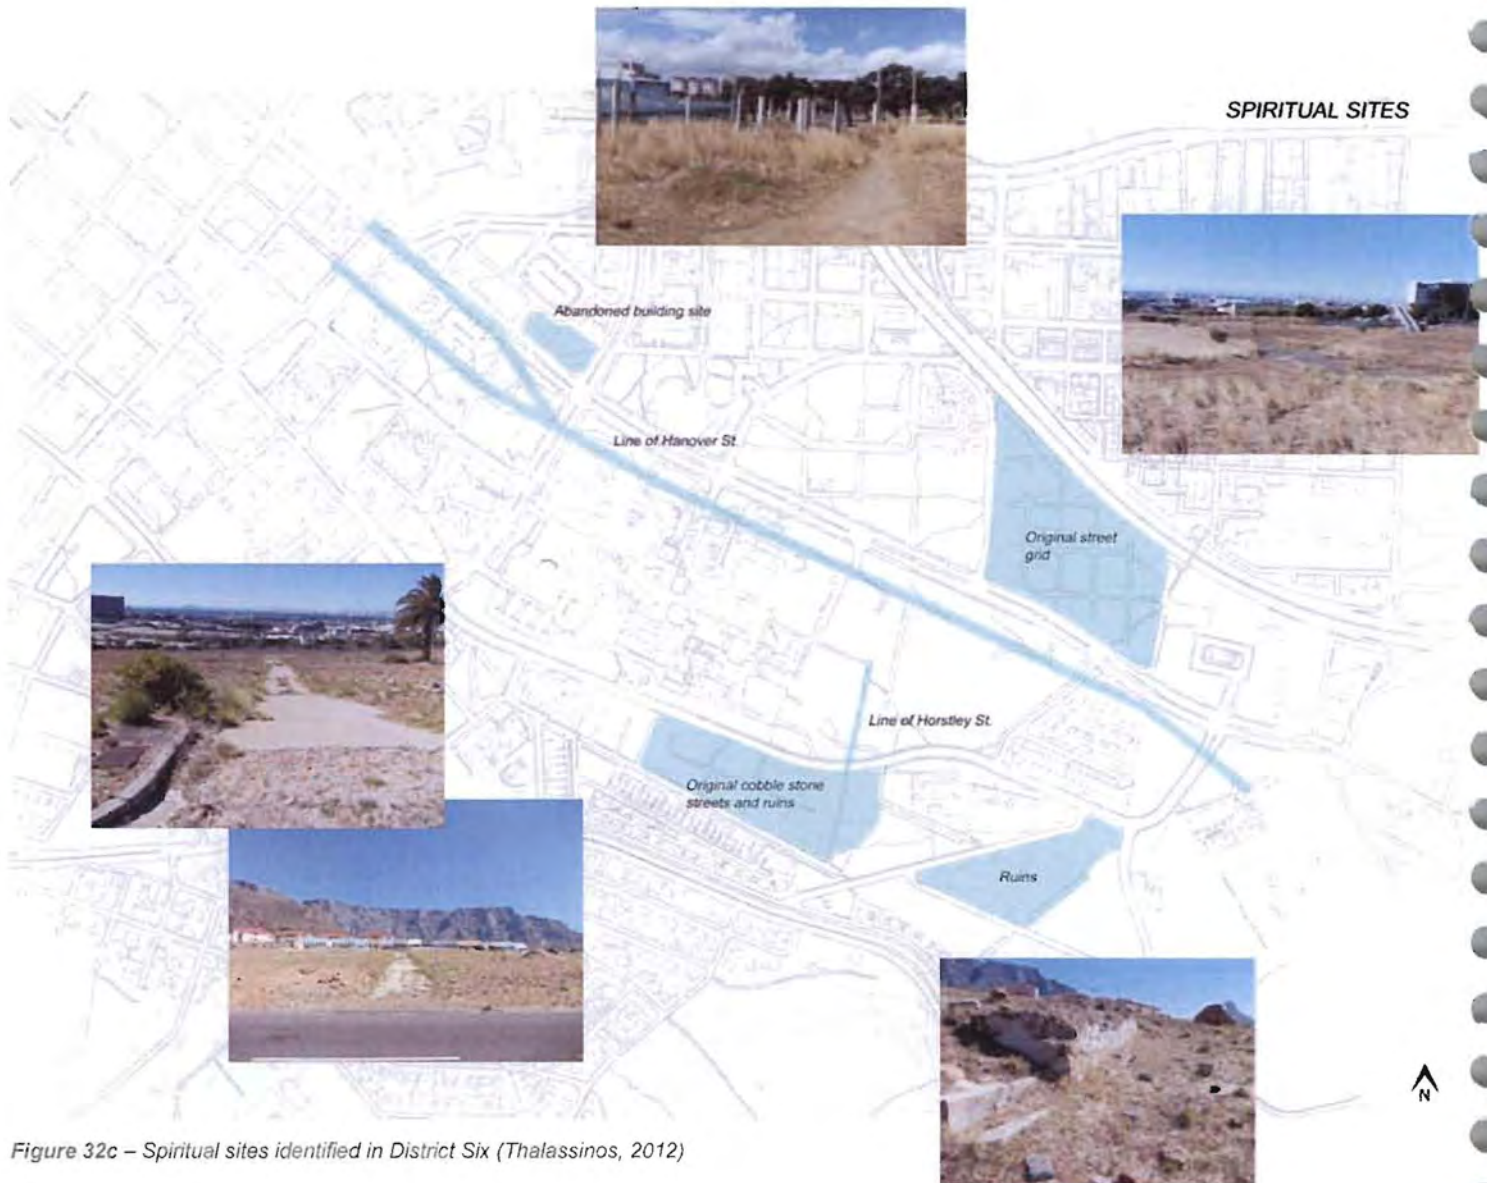 SPIRITUAL SITES
Abandoned building site
Line of Hanover St.
Original street
grid
Line of Horstley St.
Original cobble stone
streets and ruins
Ruins
N
Figure 32c – Spiritual sites identified in District Six (Thalassinos, 2012)